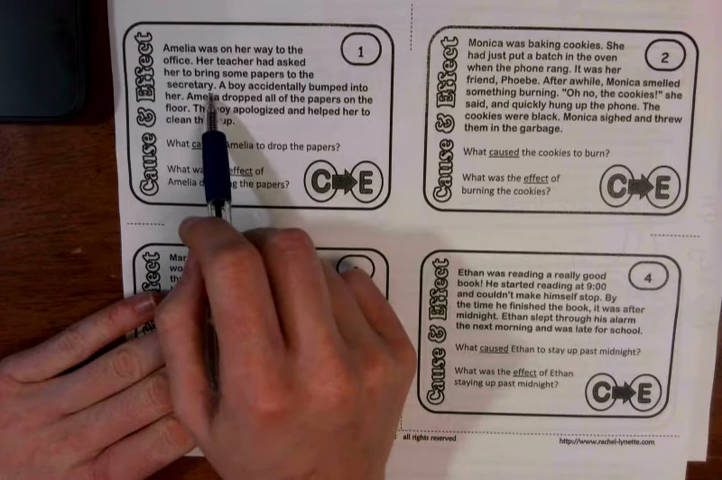 Cause & Effect
1
Amelia was on her way to the
office. Her teacher had asked
her to bring some papers to the
secretary. A boy accidentally bumped into
her. Amelia dropped all of the papers on the
floor. The boy apologized and helped her to
clean up.
What Amelia to drop the papers?
What effect of
Amelia the papers?
C E
Cause & Effect
2
Monica was baking cookies. She
had just put a batch in the oven
when the phone rang. It was her
friend, Phoebe. After awhile, Monica smelled
something burning. "Oh no, the cookies!" she
said, and quickly hung up the phone. The
cookies were black. Monica sighed and threw
them in the garbage.
What caused the cookies to burn?
What was the effect of
burning the cookies?
C E
Effect
Cause & Effect
4
Ethan was reading a really good
book! He started reading at 9:00
and couldn't make himself stop. By
the time he finished the book, it was after
midnight. Ethan slept through his alarm
the next morning and was late for school.
What caused Ethan to stay up past midnight?
What was the effect of Ethan
staying up past midnight?
C E
all rights reserved
http://www.rachel-lynette.com